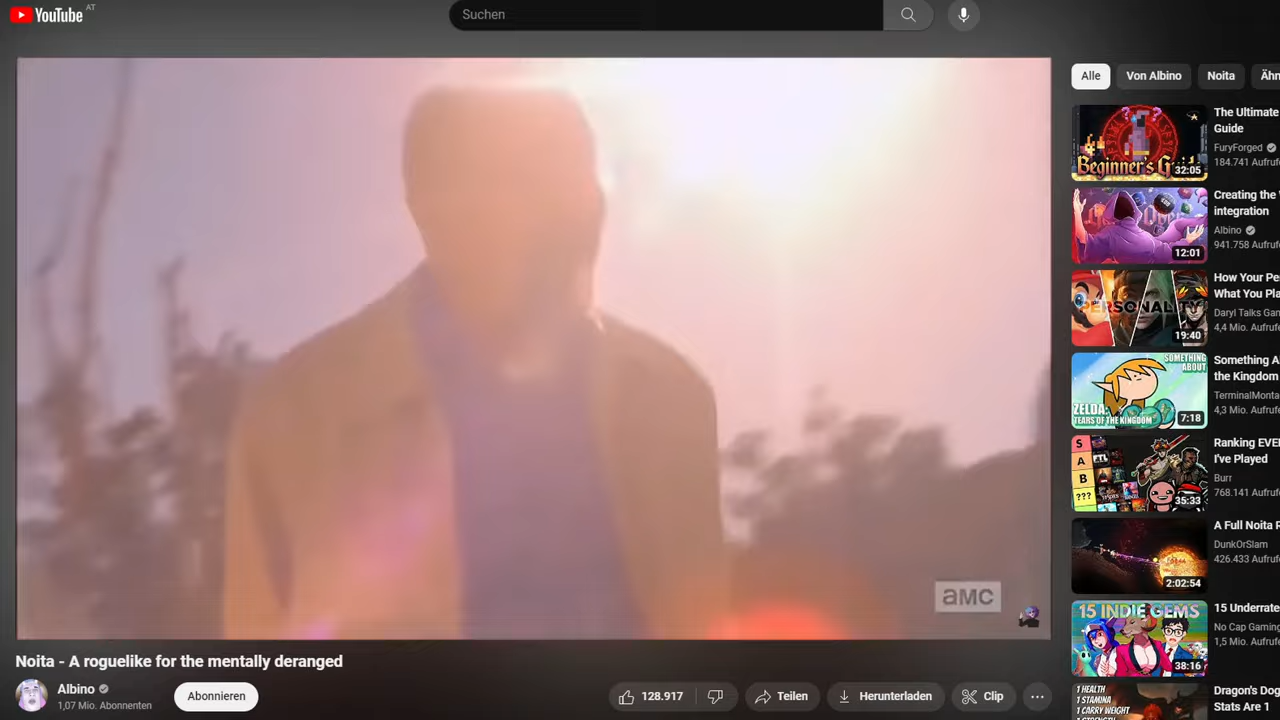 YouTube AT
Suchen
aMC
Noita - A roguelike for the mentally deranged
Albino
1,07 Mio. Abonnenten
Abonnieren
128.917
Teilen
Herunterladen
Clip
Alle
Von Albino
Noita
Ähn
Beginner's Gu
32:05
The Ultimate
Guide
FuryForged
184.741 Aufrufe
12:01
Creating the
integration
Albino
941.758 Aufrufe
PERSONALITY
19:40
How Your Pe
What You Pla
Daryl Talks Gam
4,4 Mio. Aufrufe
SOMETHING
ABOUT
ZELDA:
TEARS OF THE KINGDOM
7:18
Something A
the Kingdom
TerminalMonta
4,3 Mio. Aufrufe
S
A
B
???
35:33
Ranking EVE
I've Played
Burr
768.141 Aufrufe
2:02:54
A Full Noita R
DunkOrSlam
426.433 Aufrufe
15 INDIE GEMS
38:16
15 Underrate
No Cap Gaming
1,5 Mio. Aufrufe
1 HEALTH
1 STAMINA
1 CARRY WEIGHT
Dragon's Dog
Stats Are 1